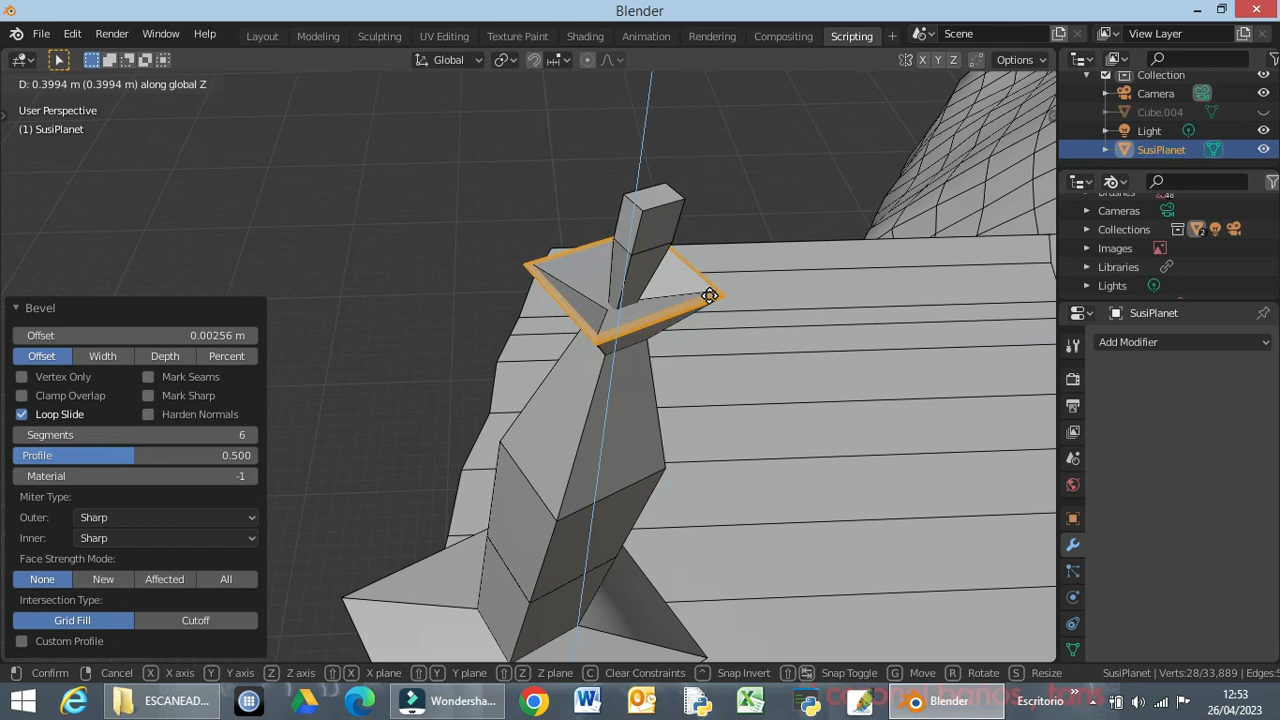 Blender
File Edit Render Window Help Layout Modeling Sculpting UV Editing Texture Paint Shading Animation Rendering Compositing Scripting + Scene View Layer
Global X Y Z Options
D: 0.3994 m (0.3994 m) along global Z
User Perspective
(1) SusiPlanet
Collection
Camera
Cube.004
Light
SusiPlanet
Brushes 48
Cameras
Collections 2
Images
Libraries
Lights
SusiPlanet
Add Modifier
Bevel
Offset 0.00256 m
Offset Width Depth Percent
Vertex Only Mark Seams
Clamp Overlap Mark Sharp
Loop Slide Harden Normals
Segments 6
Profile 0.500
Material -1
Miter Type:
Outer: Sharp
Inner: Sharp
Face Strength Mode:
None New Affected All
Intersection Type:
Grid Fill Cutoff
Custom Profile
Confirm Cancel X X axis Y Y axis Z Z axis X X plane Y Y plane Z Z plane C Clear Constraints Snap Invert Snap Toggle G Move R Rotate S Resize SusiPlanet | Verts:28/33,889 | Edges:5
ESCANEAD... Wondersha... Blender Escritorio 12:53
26/04/2023